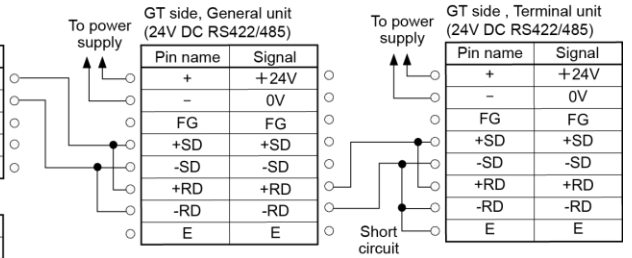 GT side, General unit
(24V DC RS422/485)
To power
supply
Pin name Signal
+ +24V
− 0V
FG FG
+SD +SD
-SD -SD
+RD +RD
-RD -RD
E E
GT side , Terminal unit
(24V DC RS422/485)
To power
supply
Pin name Signal
+ +24V
− 0V
FG FG
+SD +SD
-SD -SD
+RD +RD
-RD -RD
E E
Short
circuit